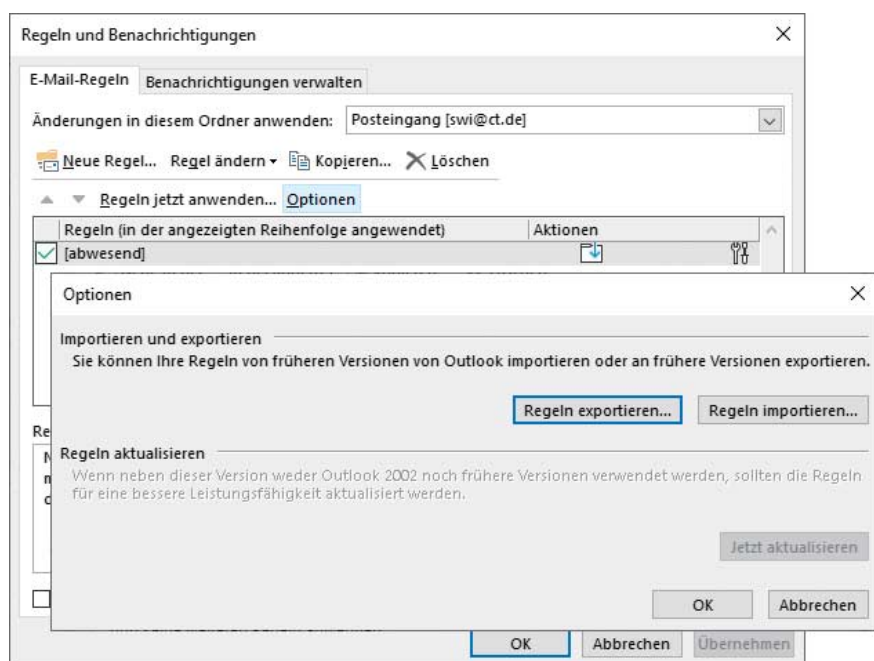 Regeln und Benachrichtigungen
E-Mail-Regeln Benachrichtigungen verwalten
Änderungen in diesem Ordner anwenden: Posteingang [swi@ct.de]
Neue Regel... Regel ändern Kopieren... Löschen
Regeln jetzt anwenden... Optionen
Regeln (in der angezeigten Reihenfolge angewendet) Aktionen
[abwesend]
Optionen
Importieren und exportieren
Sie können Ihre Regeln von früheren Versionen von Outlook importieren oder an frühere Versionen exportieren.
Regeln exportieren... Regeln importieren...
Regeln aktualisieren
Wenn neben dieser Version weder Outlook 2002 noch frühere Versionen verwendet werden, sollten die Regeln
für eine bessere Leistungsfähigkeit aktualisiert werden.
Jetzt aktualisieren
OK Abbrechen
OK Abbrechen Übernehmen